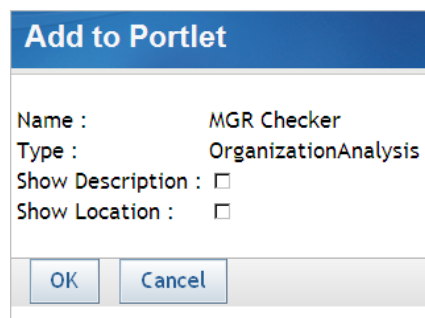 Add to Portlet
Name : MGR Checker
Type : OrganizationAnalysis
Show Description :
Show Location :
OK Cancel